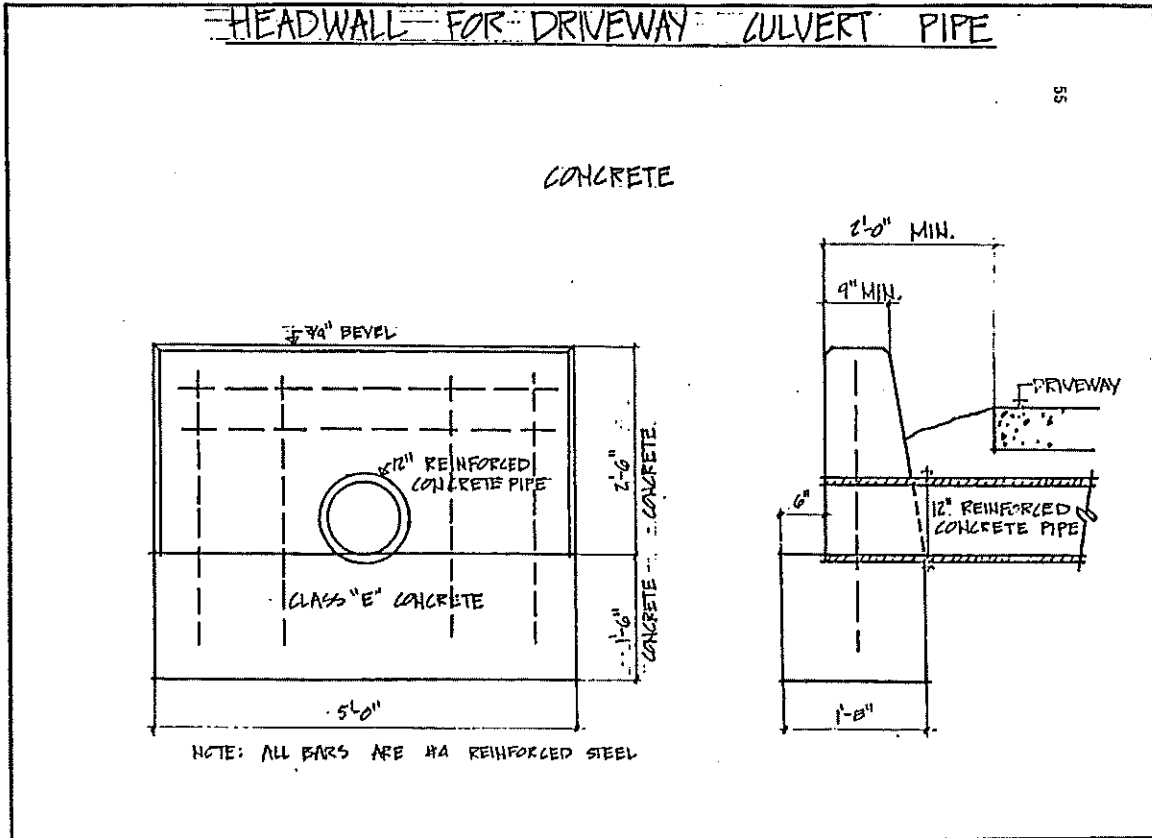 HEADWALL FOR DRIVEWAY CULVERT PIPE
55
CONCRETE
2'-0" MIN.
9" MIN.
3/4" BEVEL
DRIVEWAY
12" REINFORCED
CONCRETE PIPE
2'-6"
CONCRETE
6"
12" REINFORCED
CONCRETE PIPE
CLASS "E" CONCRETE
1'-6"
CONCRETE
5'-0"
1'-8"
NOTE: ALL BARS ARE #4 REINFORCED STEEL